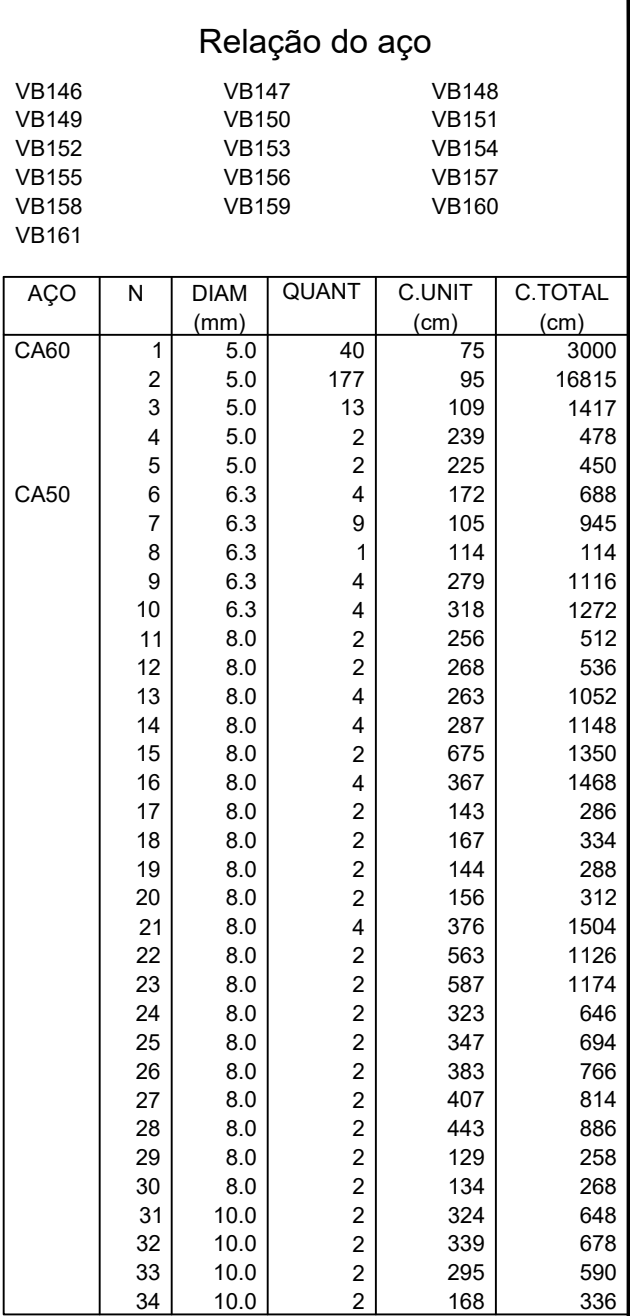 Relação do aço
VB146 VB147 VB148
VB149 VB150 VB151
VB152 VB153 VB154
VB155 VB156 VB157
VB158 VB159 VB160
VB161
AÇO N DIAM QUANT C.UNIT C.TOTAL
(mm) (cm) (cm)
CA60 1 5.0 40 75 3000
2 5.0 177 95 16815
3 5.0 13 109 1417
4 5.0 2 239 478
5 5.0 2 225 450
CA50 6 6.3 4 172 688
7 6.3 9 105 945
8 6.3 1 114 114
9 6.3 4 279 1116
10 6.3 4 318 1272
11 8.0 2 256 512
12 8.0 2 268 536
13 8.0 4 263 1052
14 8.0 4 287 1148
15 8.0 2 675 1350
16 8.0 4 367 1468
17 8.0 2 143 286
18 8.0 2 167 334
19 8.0 2 144 288
20 8.0 2 156 312
21 8.0 4 376 1504
22 8.0 2 563 1126
23 8.0 2 587 1174
24 8.0 2 323 646
25 8.0 2 347 694
26 8.0 2 383 766
27 8.0 2 407 814
28 8.0 2 443 886
29 8.0 2 129 258
30 8.0 2 134 268
31 10.0 2 324 648
32 10.0 2 339 678
33 10.0 2 295 590
34 10.0 2 168 336